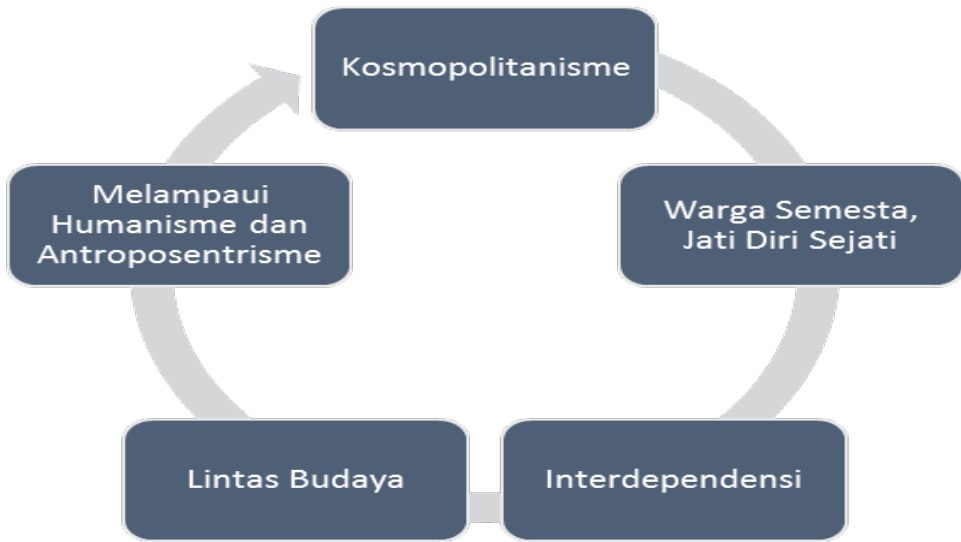 Kosmopolitanisme
Warga Semesta,
Jati Diri Sejati
Interdependensi
Lintas Budaya
Melampaui
Humanisme dan
Antroposentrisme